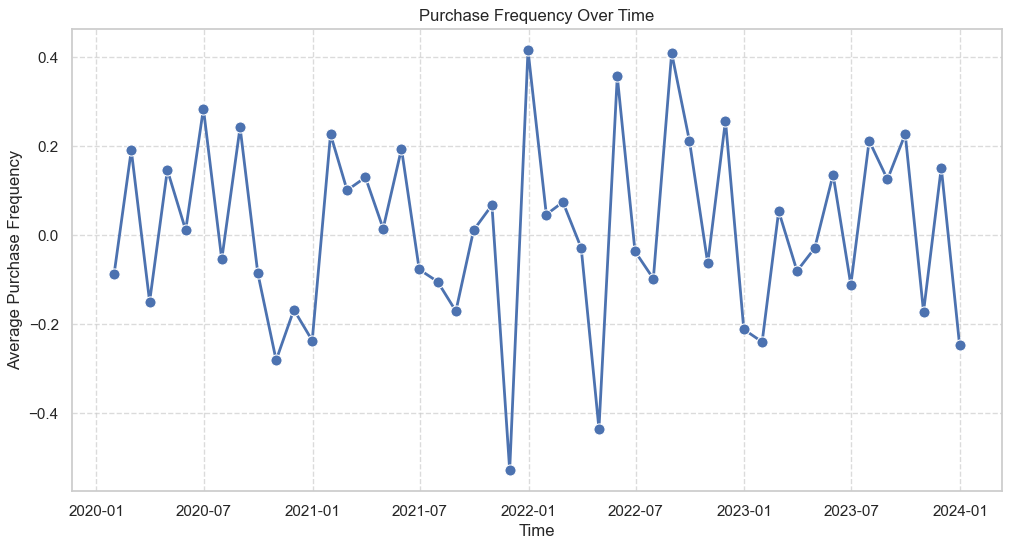 Purchase Frequency Over Time
Average Purchase Frequency
0.4
0.2
0.0
−0.2
−0.4
2020-01 2020-07 2021-01 2021-07 2022-01 2022-07 2023-01 2023-07 2024-01
Time